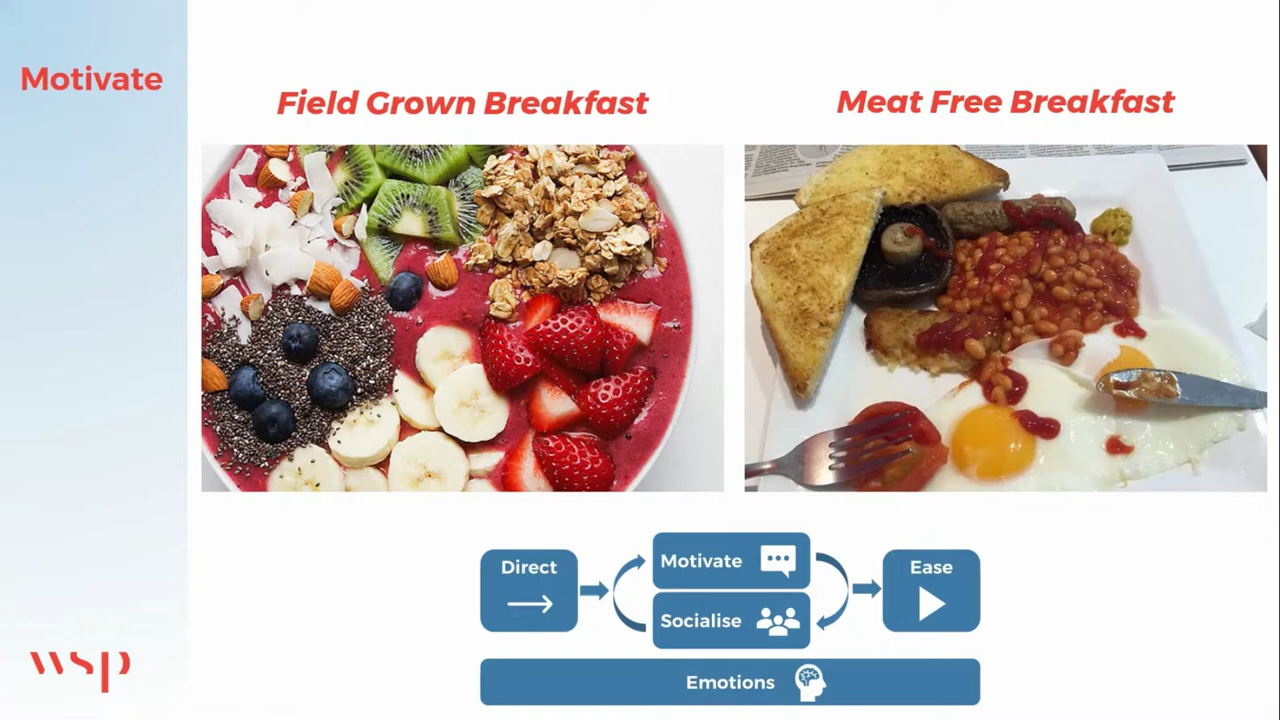 Motivate
Field Grown Breakfast
Meat Free Breakfast
Direct
Motivate
Socialise
Ease
Emotions
wsp